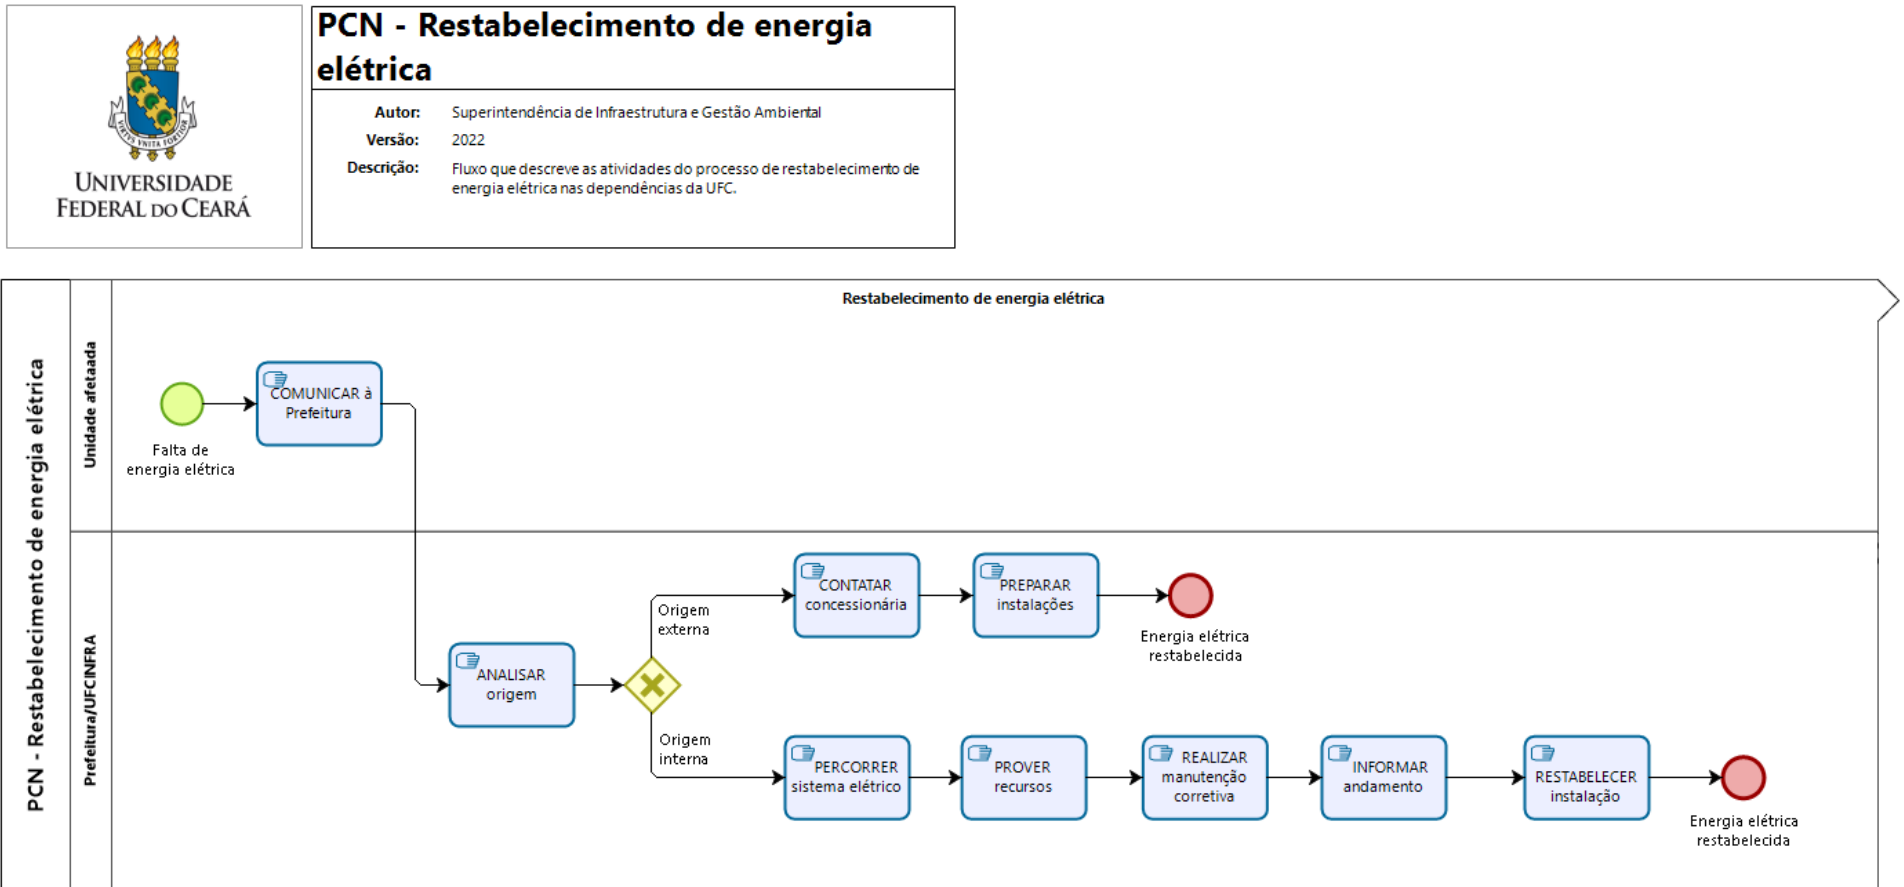 PCN - Restabelecimento de energia
elétrica
VIRTVS VNITA FORTIOR
UNIVERSIDADE
FEDERAL DO CEARÁ
Autor: Superintendência de Infraestrutura e Gestão Ambiental
Versão: 2022
Descrição: Fluxo que descreve as atividades do processo de restabelecimento de
energia elétrica nas dependências da UFC.
PCN - Restabelecimento de energia elétrica
Restabelecimento de energia elétrica
Unidade afetaada
Falta de
energia elétrica
COMUNICAR à
Prefeitura
Prefeitura/UFCINFRA
ANALISAR
origem
Origem
externa
CONTATAR
concessionária
PREPARAR
instalações
Energia elétrica
restabelecida
Origem
interna
PERCORRER
sistema elétrico
PROVER
recursos
REALIZAR
manutenção
corretiva
INFORMAR
andamento
RESTABELECER
instalação
Energia elétrica
restabelecida